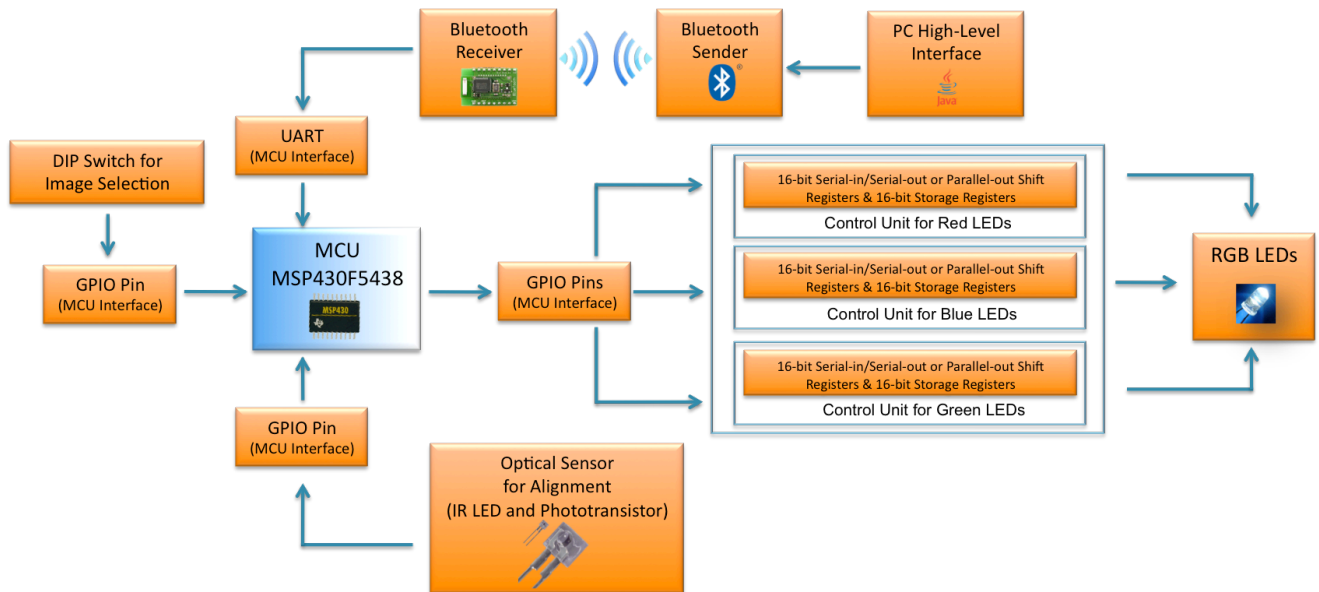 Bluetooth
Receiver
Bluetooth
Sender
®
PC High-Level
Interface
Java
UART
(MCU Interface)
DIP Switch for
Image Selection
16-bit Serial-in/Serial-out or Parallel-out Shift
Registers & 16-bit Storage Registers
Control Unit for Red LEDs
MCU
MSP430F5438
MSP430
GPIO Pin
(MCU Interface)
GPIO Pins
(MCU Interface)
16-bit Serial-in/Serial-out or Parallel-out Shift
Registers & 16-bit Storage Registers
Control Unit for Blue LEDs
RGB LEDs
16-bit Serial-in/Serial-out or Parallel-out Shift
Registers & 16-bit Storage Registers
Control Unit for Green LEDs
GPIO Pin
(MCU Interface)
Optical Sensor
for Alignment
(IR LED and Phototransistor)